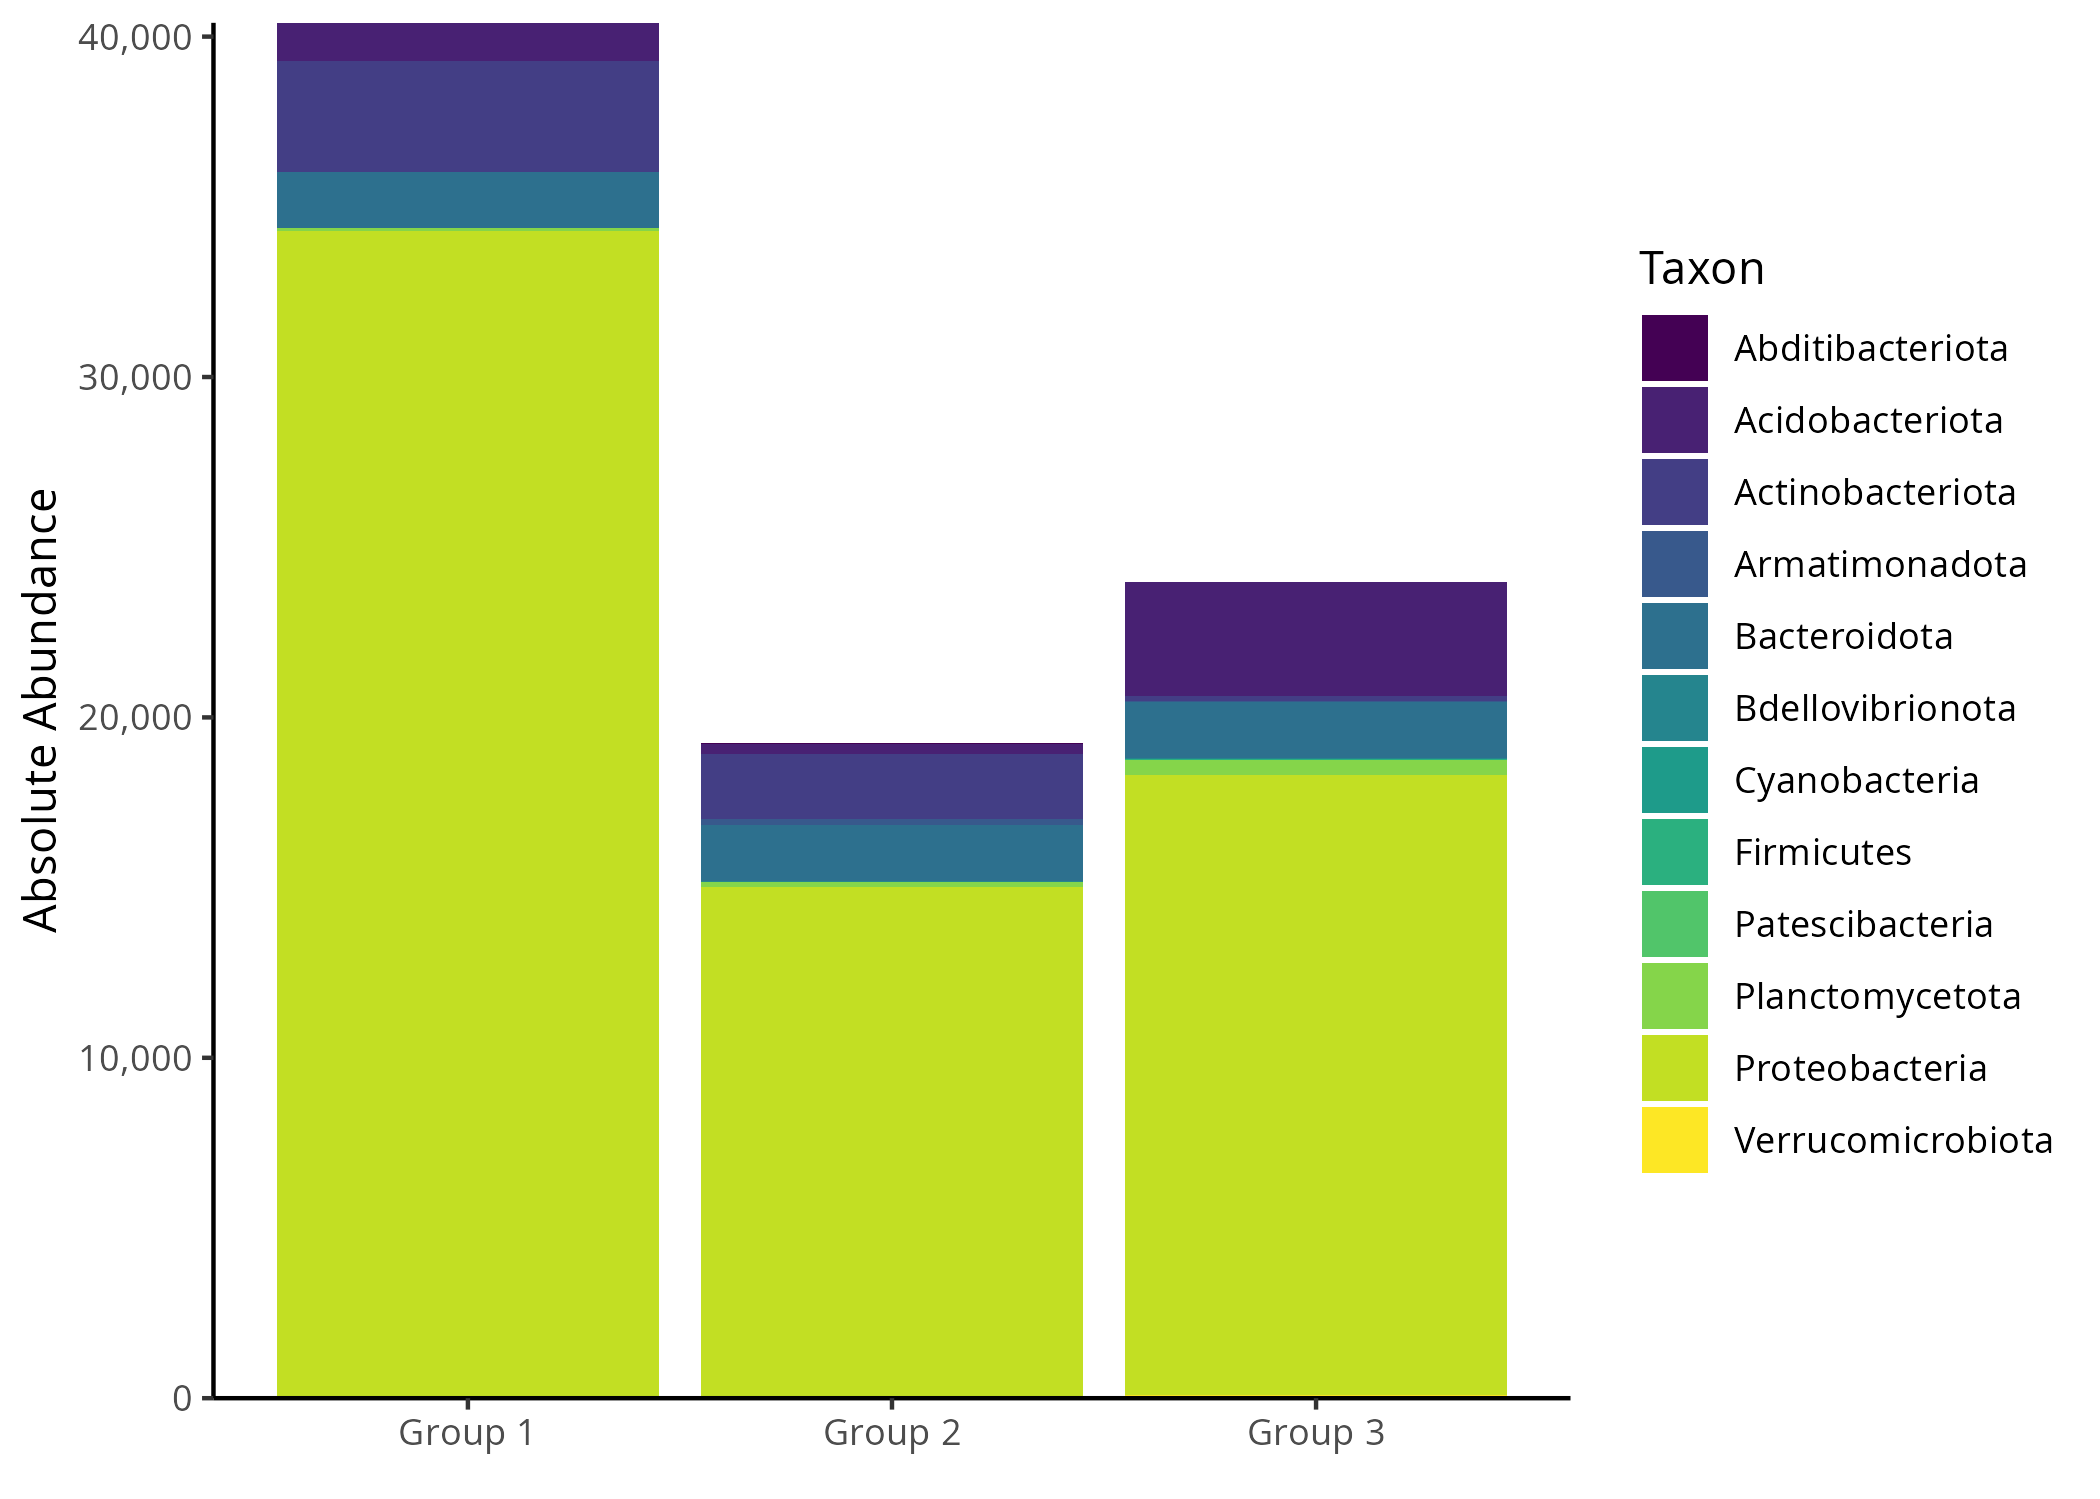 Absolute Abundance
40,000
30,000
20,000
10,000
0
Group 1
Group 2
Group 3
Taxon
Abditibacteriota
Acidobacteriota
Actinobacteriota
Armatimonadota
Bacteroidota
Bdellovibrionota
Cyanobacteria
Firmicutes
Patescibacteria
Planctomycetota
Proteobacteria
Verrucomicrobiota